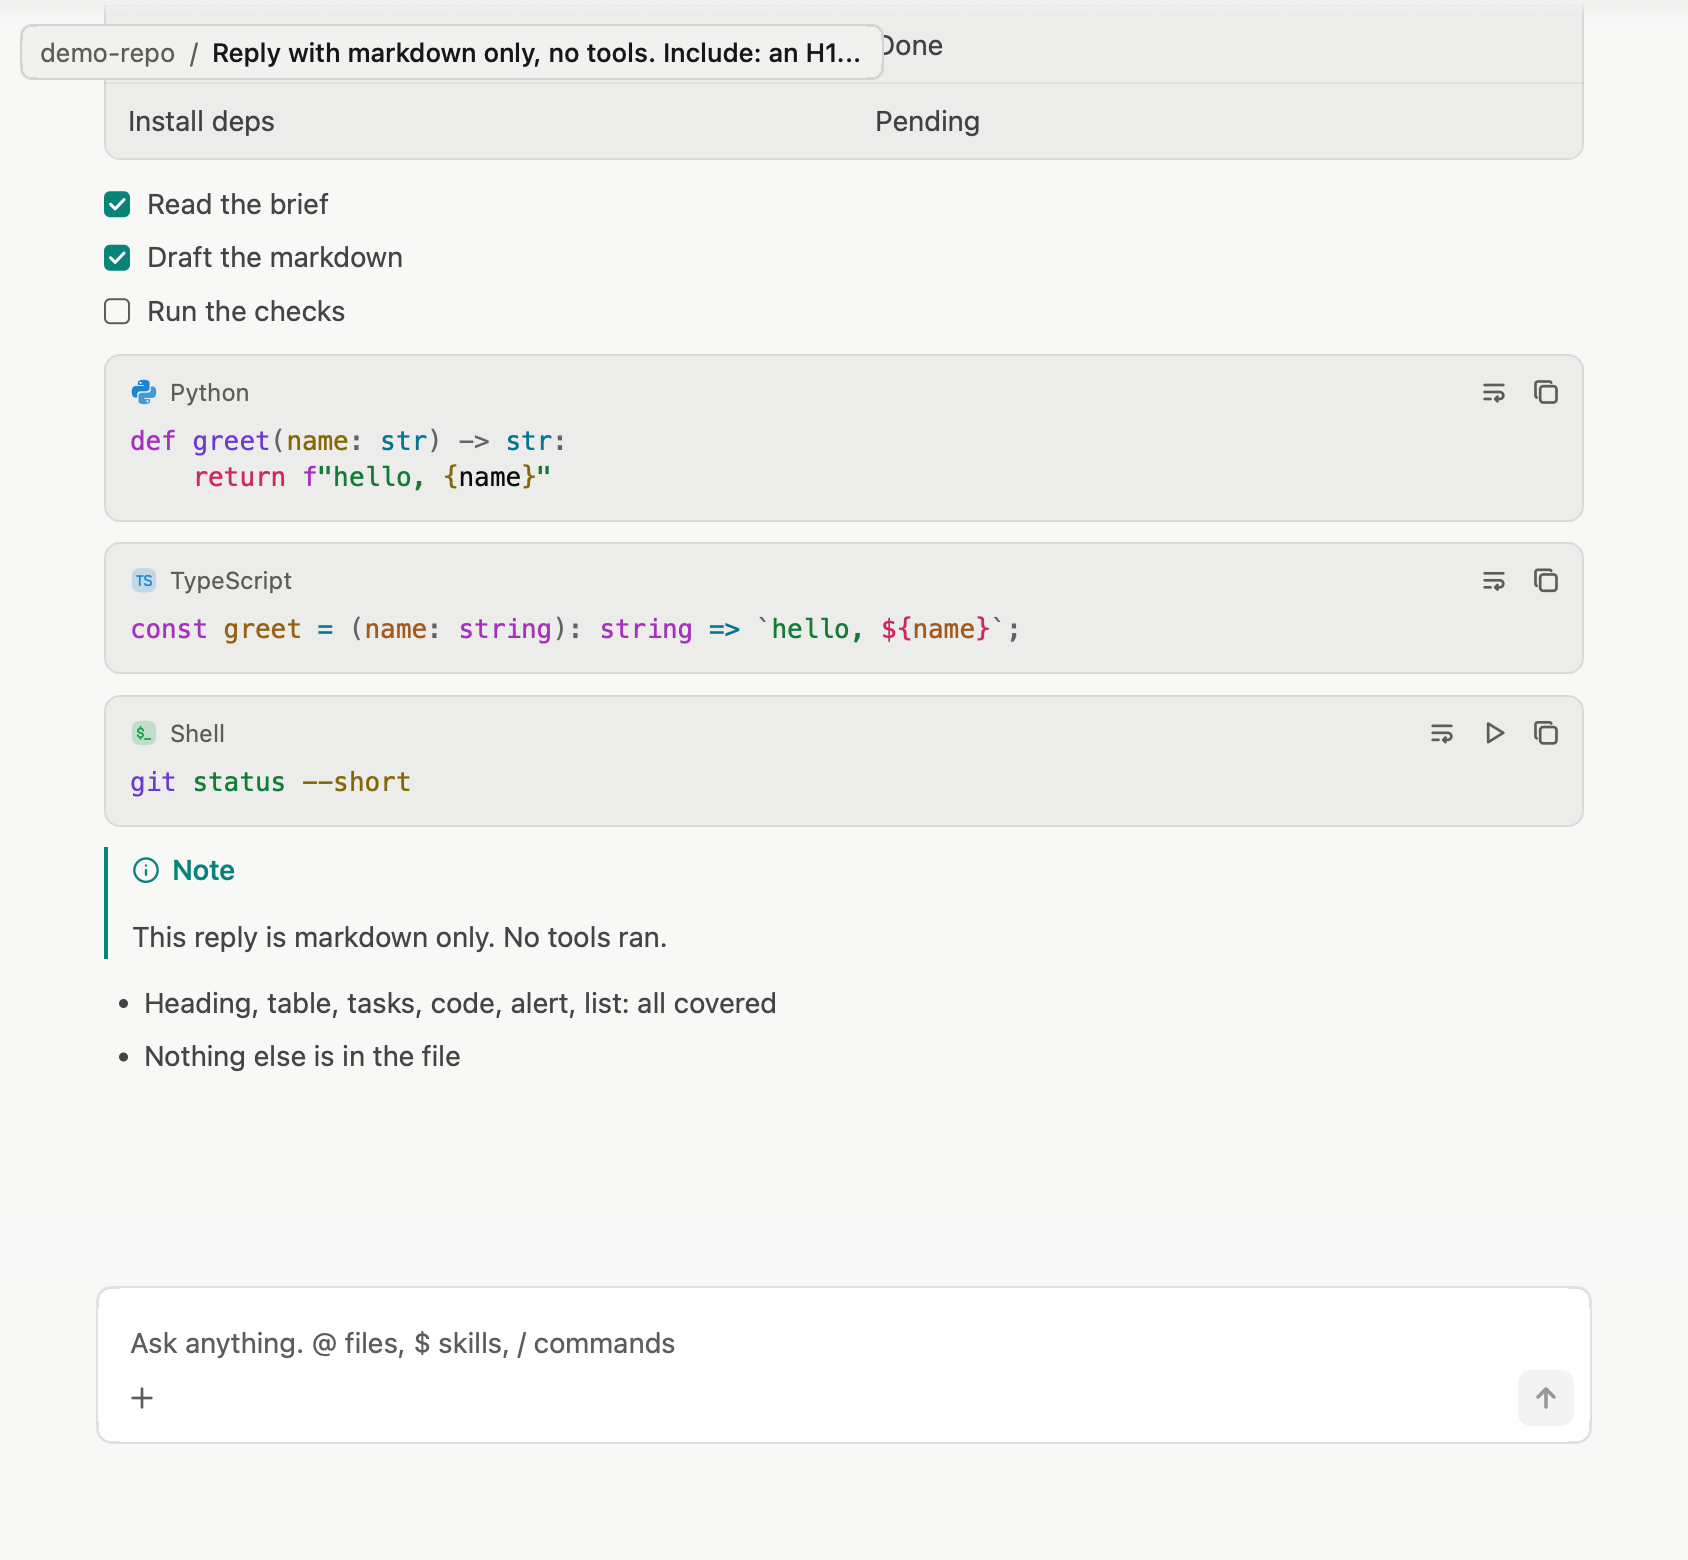 demo-repo / Reply with markdown only, no tools. Include: an H1...
Done
Install deps Pending
Read the brief
Draft the markdown
Run the checks
Python
def greet(name: str) -> str:
    return f"hello, {name}"
TS TypeScript
const greet = (name: string): string => `hello, ${name}`;
$_ Shell
git status --short
Note
This reply is markdown only. No tools ran.
• Heading, table, tasks, code, alert, list: all covered
• Nothing else is in the file
Ask anything. @ files, $ skills, / commands